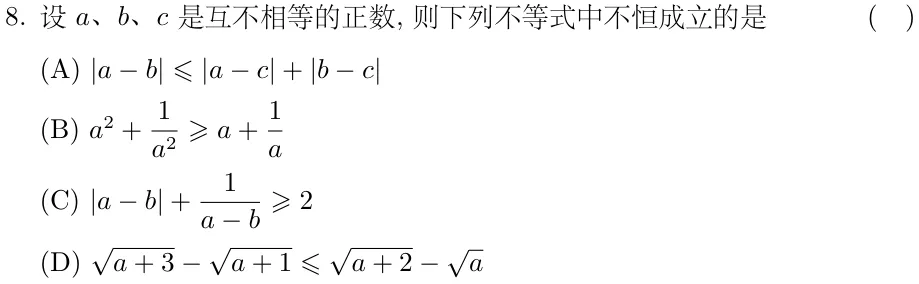 8. 设 a、b、c 是互不相等的正数, 则下列不等式中不恒成立的是 ( )
(A) |a − b| ⩽ |a − c| + |b − c|
(B) a² + 1/a² ⩾ a + 1/a
(C) |a − b| + 1/(a − b) ⩾ 2
(D) √(a + 3) − √(a + 1) ⩽ √(a + 2) − √a